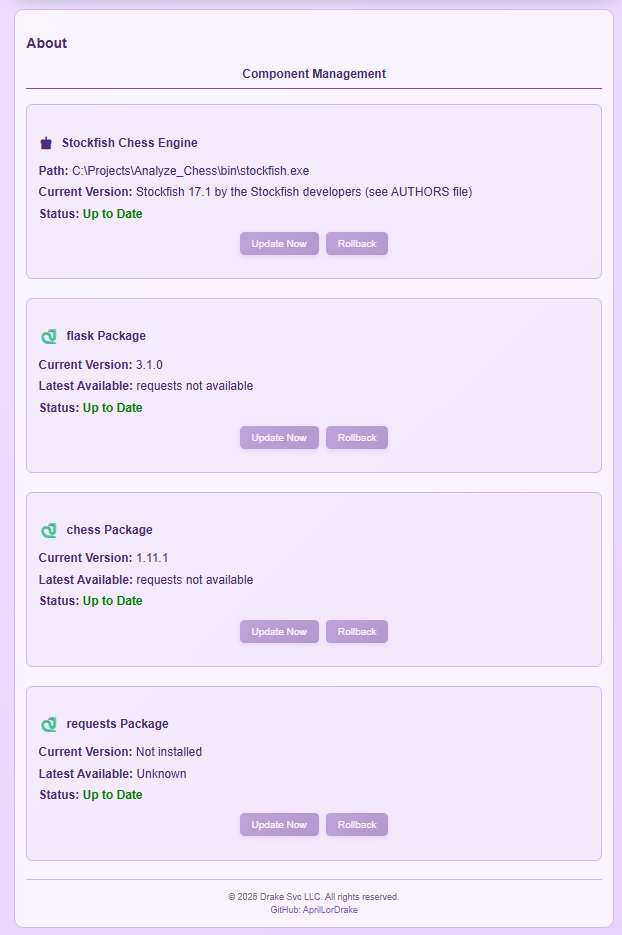 About
Component Management
Stockfish Chess Engine
Path: C:\Projects\Analyze_Chess\bin\stockfish.exe
Current Version: Stockfish 17.1 by the Stockfish developers (see AUTHORS file)
Status: Up to Date
Update Now Rollback
flask Package
Current Version: 3.1.0
Latest Available: requests not available
Status: Up to Date
Update Now Rollback
chess Package
Current Version: 1.11.1
Latest Available: requests not available
Status: Up to Date
Update Now Rollback
requests Package
Current Version: Not installed
Latest Available: Unknown
Status: Up to Date
Update Now Rollback
© 2025 Drake Svc LLC. All rights reserved.
GitHub: AprilLorDrake